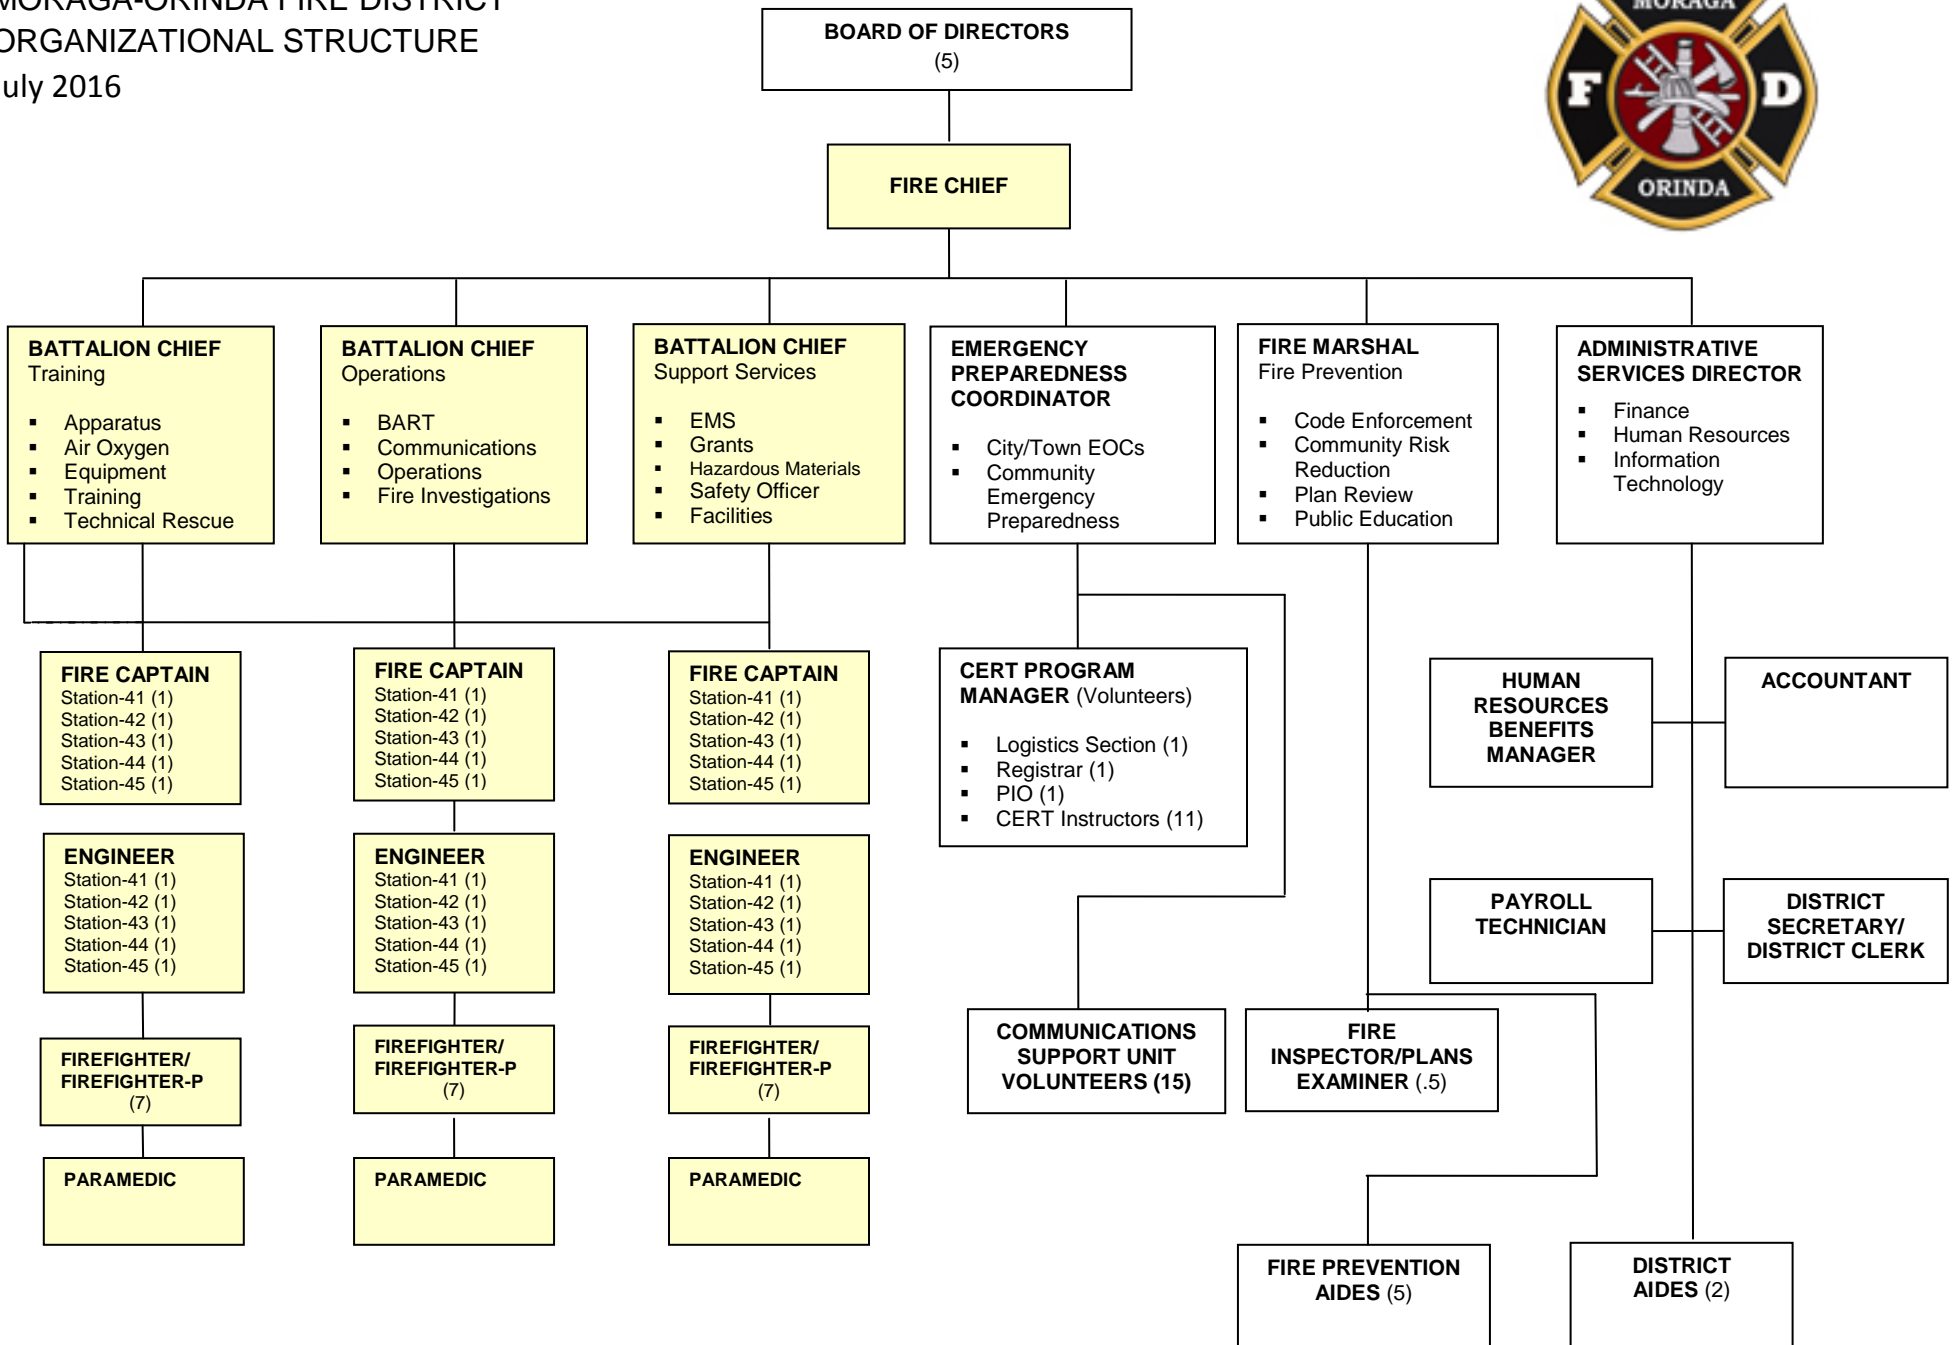 MORAGA-ORINDA FIRE DISTRICT
ORGANIZATIONAL STRUCTURE
uly 2016
MORAGA
F D
ORINDA
BOARD OF DIRECTORS
(5)
FIRE CHIEF
BATTALION CHIEF
Training
▪ Apparatus
▪ Air Oxygen
▪ Equipment
▪ Training
▪ Technical Rescue
BATTALION CHIEF
Operations
▪ BART
▪ Communications
▪ Operations
▪ Fire Investigations
BATTALION CHIEF
Support Services
▪ EMS
▪ Grants
▪ Hazardous Materials
▪ Safety Officer
▪ Facilities
EMERGENCY
PREPAREDNESS
COORDINATOR
▪ City/Town EOCs
▪ Community
Emergency
Preparedness
FIRE MARSHAL
Fire Prevention
▪ Code Enforcement
▪ Community Risk
Reduction
▪ Plan Review
▪ Public Education
ADMINISTRATIVE
SERVICES DIRECTOR
▪ Finance
▪ Human Resources
▪ Information
Technology
FIRE CAPTAIN
Station-41 (1)
Station-42 (1)
Station-43 (1)
Station-44 (1)
Station-45 (1)
FIRE CAPTAIN
Station-41 (1)
Station-42 (1)
Station-43 (1)
Station-44 (1)
Station-45 (1)
FIRE CAPTAIN
Station-41 (1)
Station-42 (1)
Station-43 (1)
Station-44 (1)
Station-45 (1)
CERT PROGRAM
MANAGER (Volunteers)
▪ Logistics Section (1)
▪ Registrar (1)
▪ PIO (1)
▪ CERT Instructors (11)
HUMAN
RESOURCES
BENEFITS
MANAGER
ACCOUNTANT
ENGINEER
Station-41 (1)
Station-42 (1)
Station-43 (1)
Station-44 (1)
Station-45 (1)
ENGINEER
Station-41 (1)
Station-42 (1)
Station-43 (1)
Station-44 (1)
Station-45 (1)
ENGINEER
Station-41 (1)
Station-42 (1)
Station-43 (1)
Station-44 (1)
Station-45 (1)
PAYROLL
TECHNICIAN
DISTRICT
SECRETARY/
DISTRICT CLERK
FIREFIGHTER/
FIREFIGHTER-P
(7)
FIREFIGHTER/
FIREFIGHTER-P
(7)
FIREFIGHTER/
FIREFIGHTER-P
(7)
COMMUNICATIONS
SUPPORT UNIT
VOLUNTEERS (15)
FIRE
INSPECTOR/PLANS
EXAMINER (.5)
PARAMEDIC
PARAMEDIC
PARAMEDIC
FIRE PREVENTION
AIDES (5)
DISTRICT
AIDES (2)